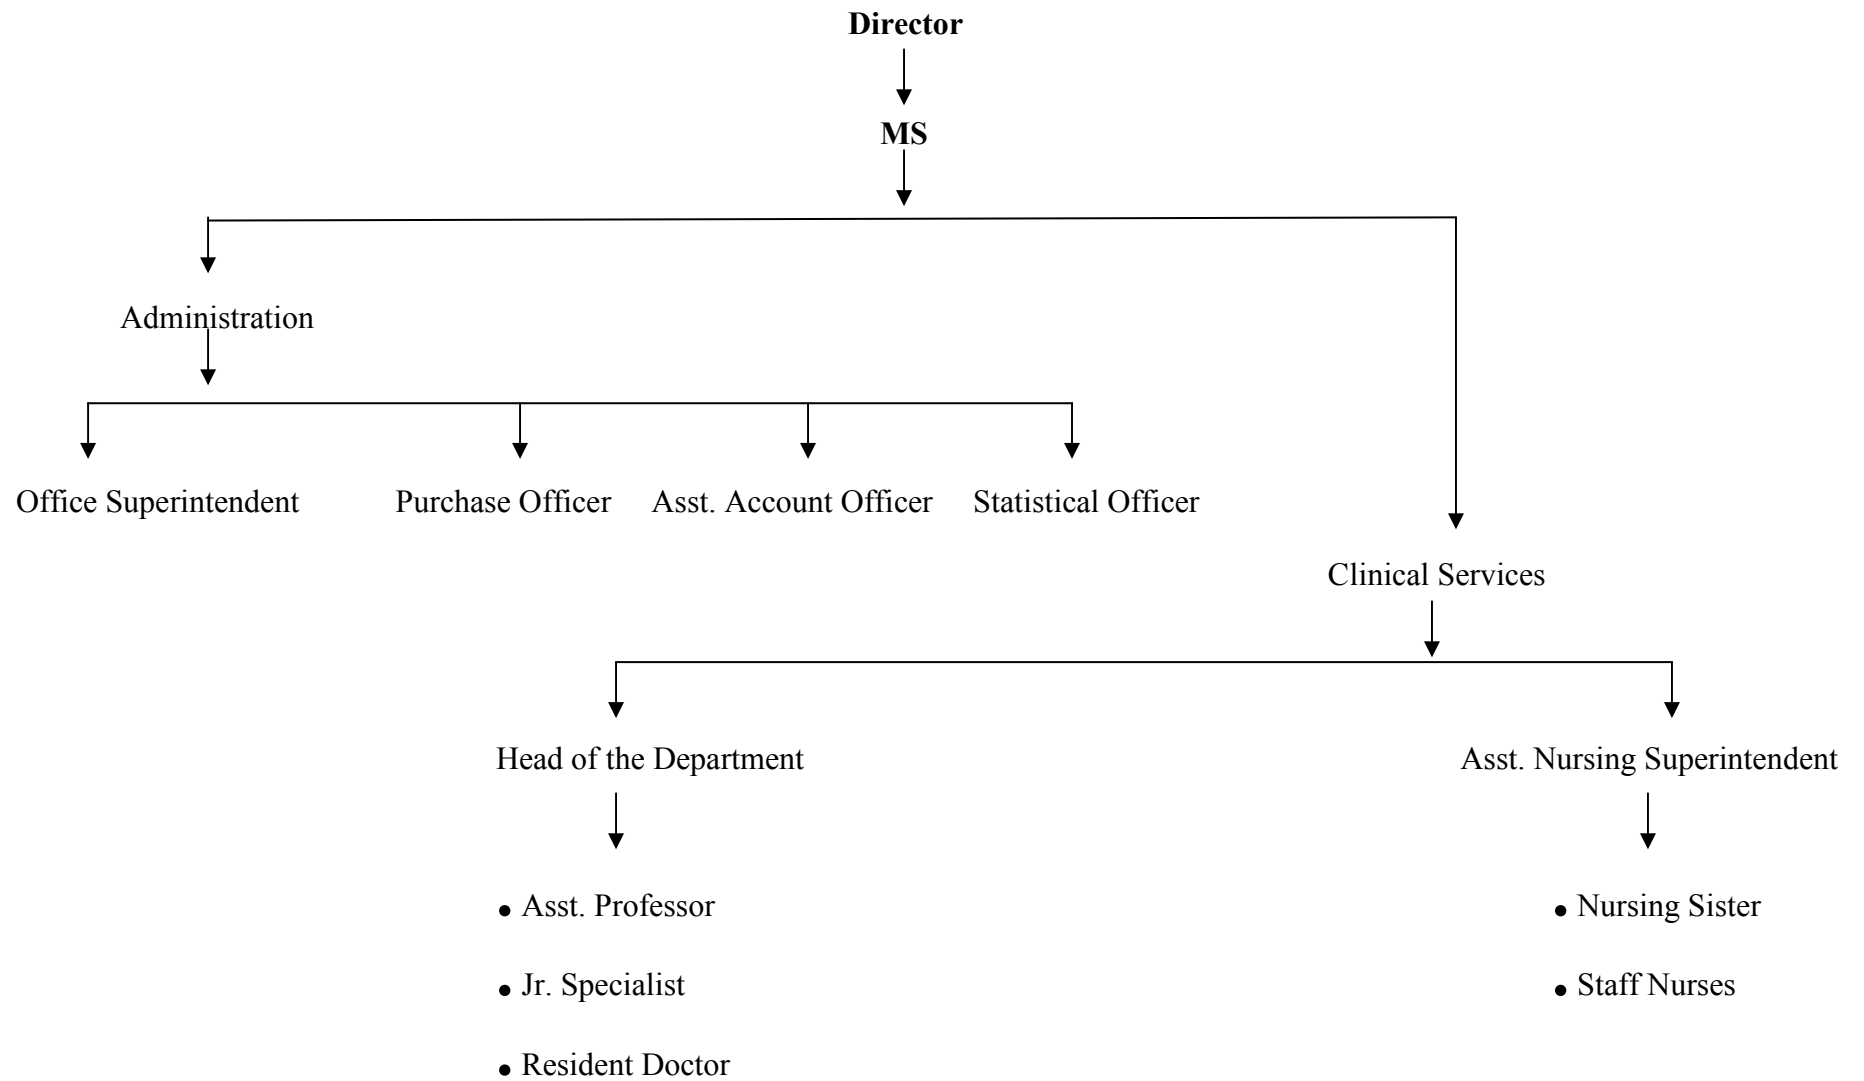 Director
MS
Administration
Office Superintendent
Purchase Officer
Asst. Account Officer
Statistical Officer
Clinical Services
Head of the Department
Asst. Nursing Superintendent
• Asst. Professor
• Jr. Specialist
• Resident Doctor
• Nursing Sister
• Staff Nurses